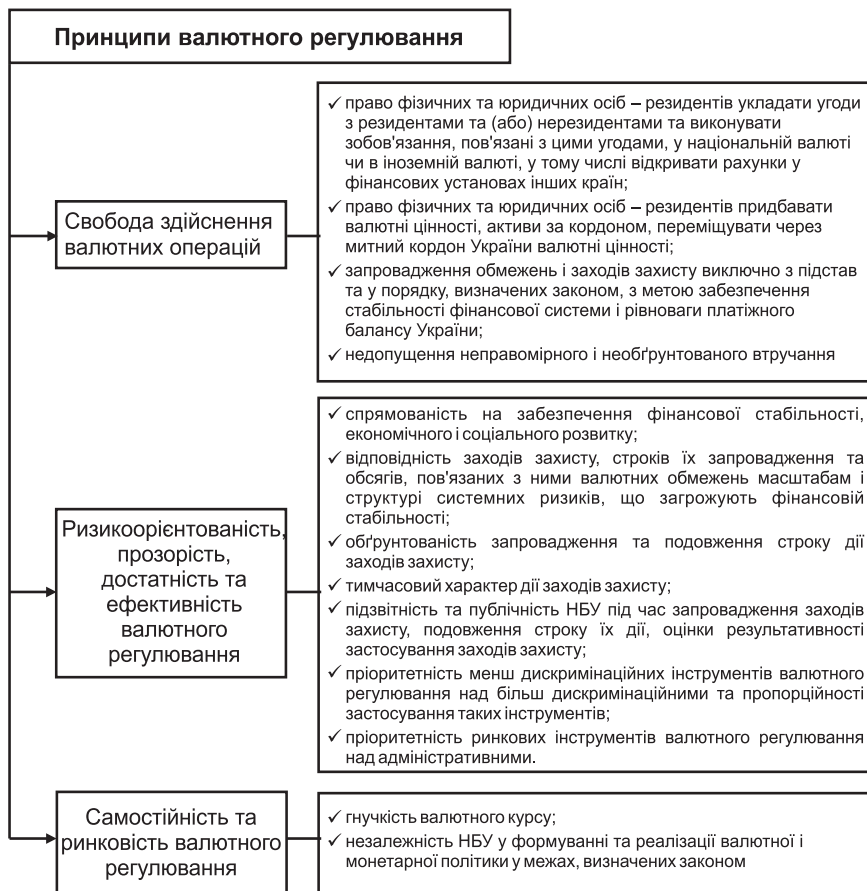 Принципи валютного регулювання
Свобода здійснення
валютних операцій
✓ право фізичних та юридичних осіб – резидентів укладати угоди
з резидентами та (або) нерезидентами та виконувати
зобов'язання, пов'язані з цими угодами, у національній валюті
чи в іноземній валюті, у тому числі відкривати рахунки у
фінансових установах інших країн;
✓ право фізичних та юридичних осіб – резидентів придбавати
валютні цінності, активи за кордоном, переміщувати через
митний кордон України валютні цінності;
✓ запровадження обмежень і заходів захисту виключно з підстав
та у порядку, визначених законом, з метою забезпечення
стабільності фінансової системи і рівноваги платіжного
балансу України;
✓ недопущення неправомірного і необґрунтованого втручання
Ризикоорієнтованість,
прозорість,
достатність та
ефективність
валютного
регулювання
✓ спрямованість на забезпечення фінансової стабільності,
економічного і соціального розвитку;
✓ відповідність заходів захисту, строків їх запровадження та
обсягів, пов'язаних з ними валютних обмежень масштабам і
структурі системних ризиків, що загрожують фінансовій
стабільності;
✓ обґрунтованість запровадження та подовження строку дії
заходів захисту;
✓ тимчасовий характер дії заходів захисту;
✓ підзвітність та публічність НБУ під час запровадження заходів
захисту, подовження строку їх дії, оцінки результативності
застосування заходів захисту;
✓ пріоритетність менш дискримінаційних інструментів валютного
регулювання над більш дискримінаційними та пропорційності
застосування таких інструментів;
✓ пріоритетність ринкових інструментів валютного регулювання
над адміністративними.
Самостійність та
ринковість валютного
регулювання
✓ гнучкість валютного курсу;
✓ незалежність НБУ у формуванні та реалізації валютної і
монетарної політики у межах, визначених законом